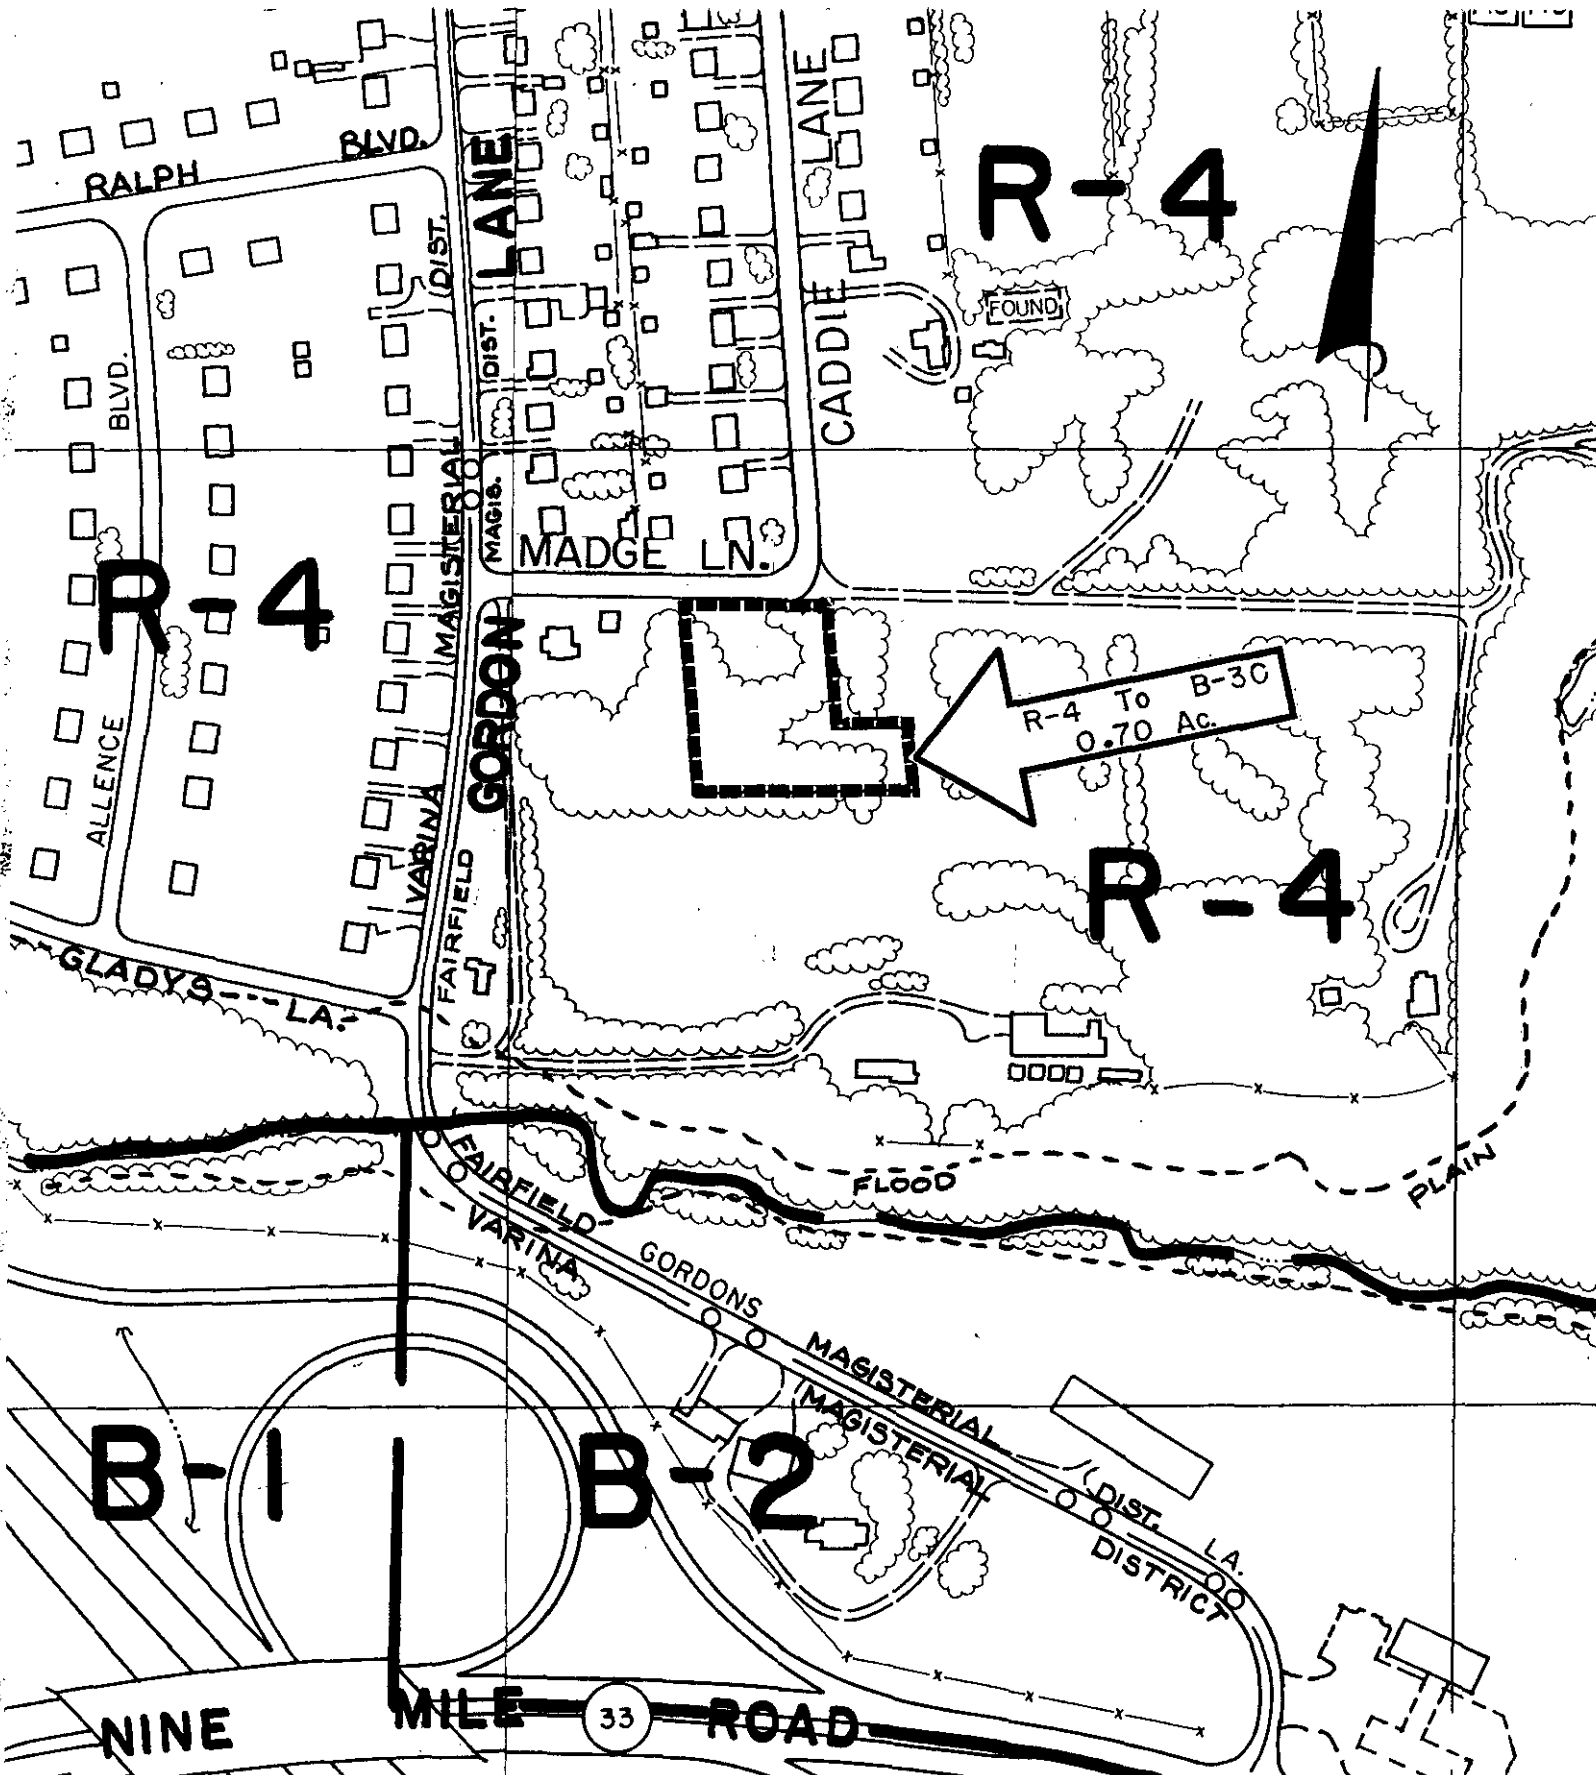 RALPH BLVD.
LANE
LANE
CADDIE
R-4
DIST.
DIST.
FOUND
BLVD.
MAGISTERIAL
MAGIS.
MADGE LN.
R-4
GORDON
R-4 To B-3C
0.70 Ac.
ALLENCE
VARINA
FAIRFIELD
R-4
GLADYS LA.
FAIRFIELD
VARINA
FLOOD
PLAIN
GORDONS
MAGISTERIAL
MAGISTERIAL
B-1
B-2
DIST.
LA.
DISTRICT
NINE MILE 33 ROAD